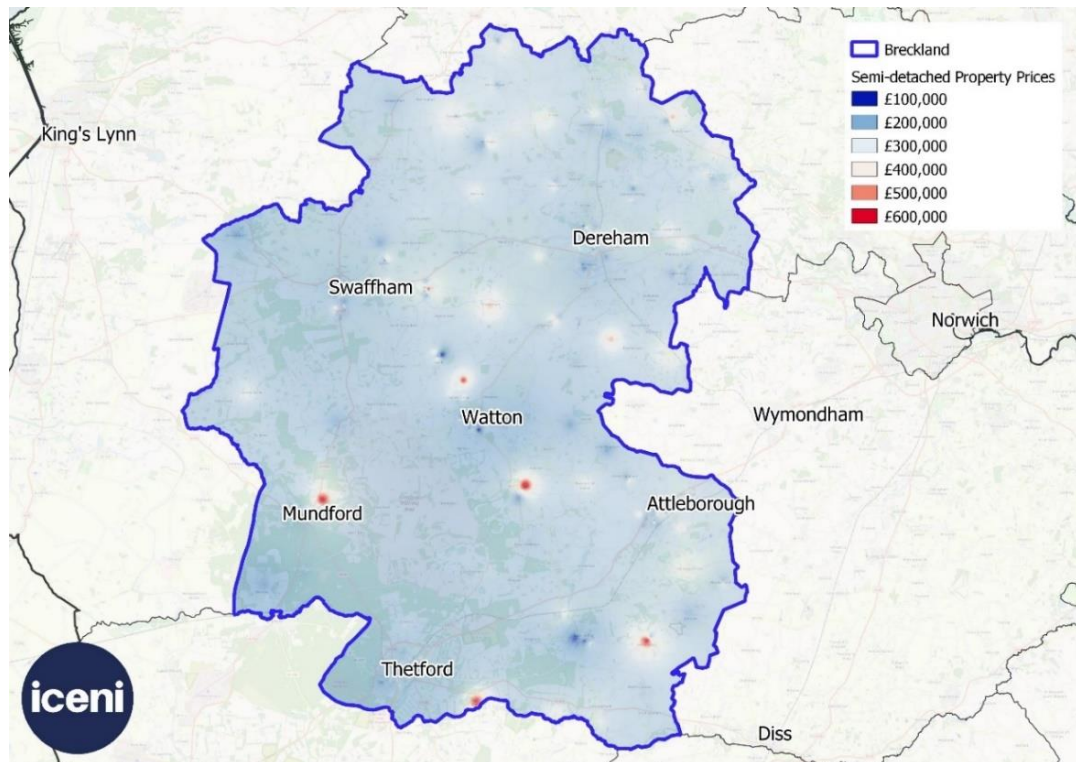 Breckland
Semi-detached Property Prices
£100,000
£200,000
£300,000
£400,000
£500,000
£600,000
King's Lynn
Dereham
Swaffham
Norwich
Watton
Wymondham
Mundford
Attleborough
Thetford
iceni
Diss